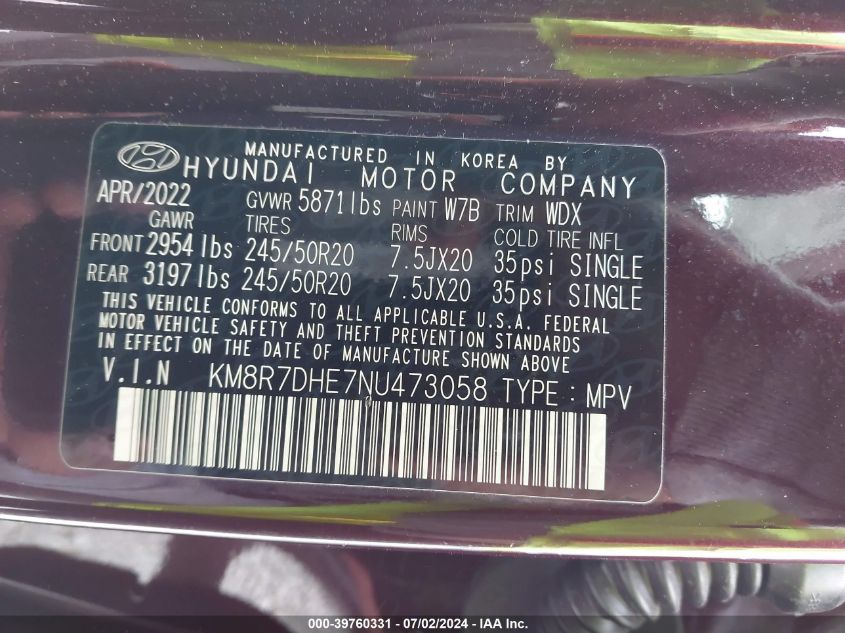 MANUFACTURED IN KOREA BY
HYUNDAI MOTOR COMPANY
APR/2022 GVWR 5871lbs PAINT W7B TRIM WDX
GAWR TIRES RIMS COLD TIRE INFL
FRONT 2954 lbs 245/50R20 7.5JX20 35psi SINGLE
REAR 3197 lbs 245/50R20 7.5JX20 35psi SINGLE
THIS VEHICLE CONFORMS TO ALL APPLICABLE U.S.A. FEDERAL
MOTOR VEHICLE SAFETY AND THEFT PREVENTION STANDARDS
IN EFFECT ON THE DATE OF MANUFACTURE SHOWN ABOVE
V.I.N KM8R7DHE7NU473058 TYPE : MPV
000-39760331 - 07/02/2024 - IAA Inc.